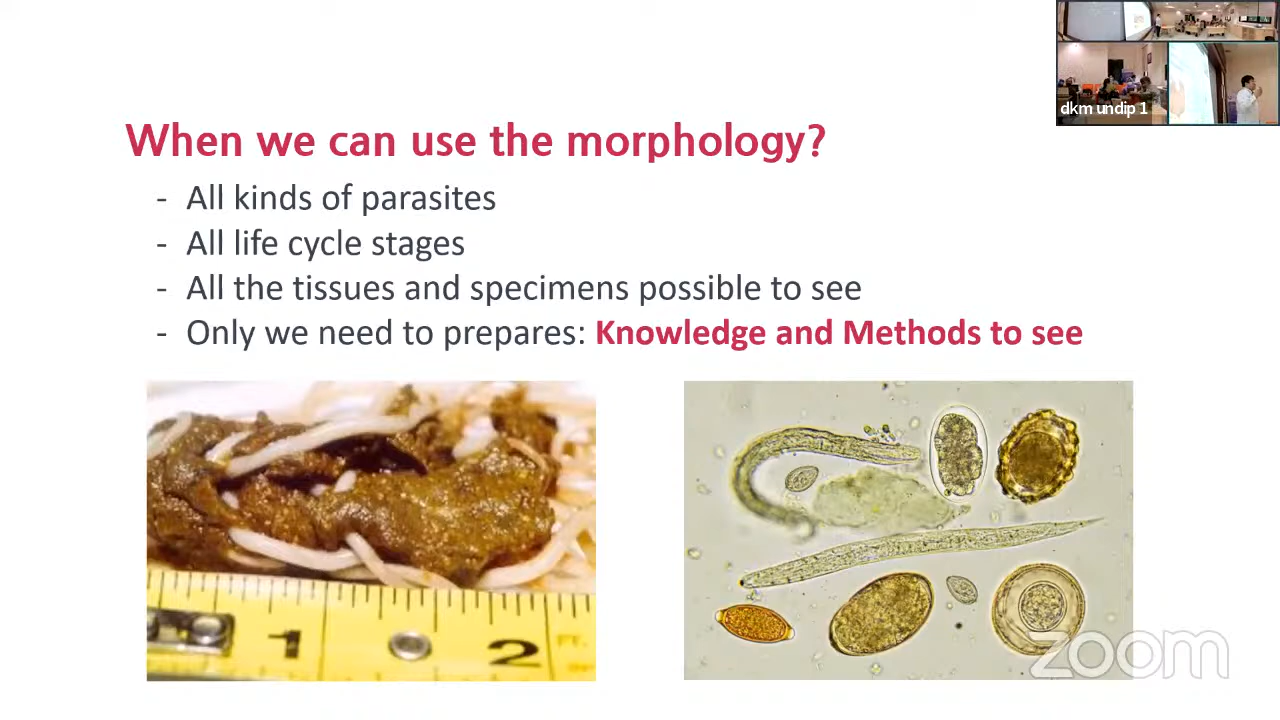 dkm undip 1
When we can use the morphology?
- All kinds of parasites
- All life cycle stages
- All the tissues and specimens possible to see
- Only we need to prepares: Knowledge and Methods to see
1 2
zoom